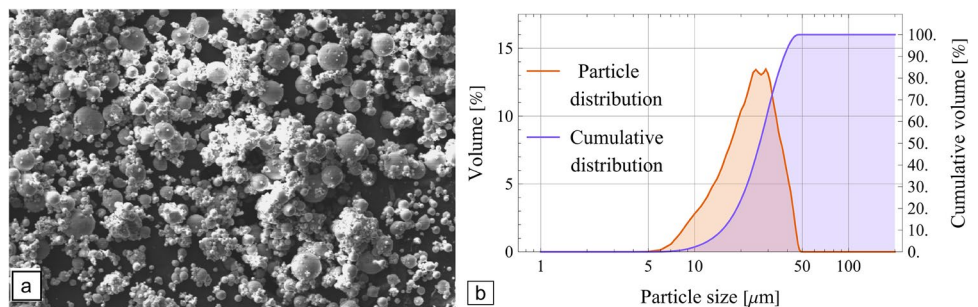 a
Volume [%]
15
10
5
0
Particle
distribution
Cumulative
distribution
100.
90.
80.
70.
60.
50.
40.
30.
20.
10.
0.
Cumulative volume [%]
1
5
10
50
100
Particle size [μm]
b